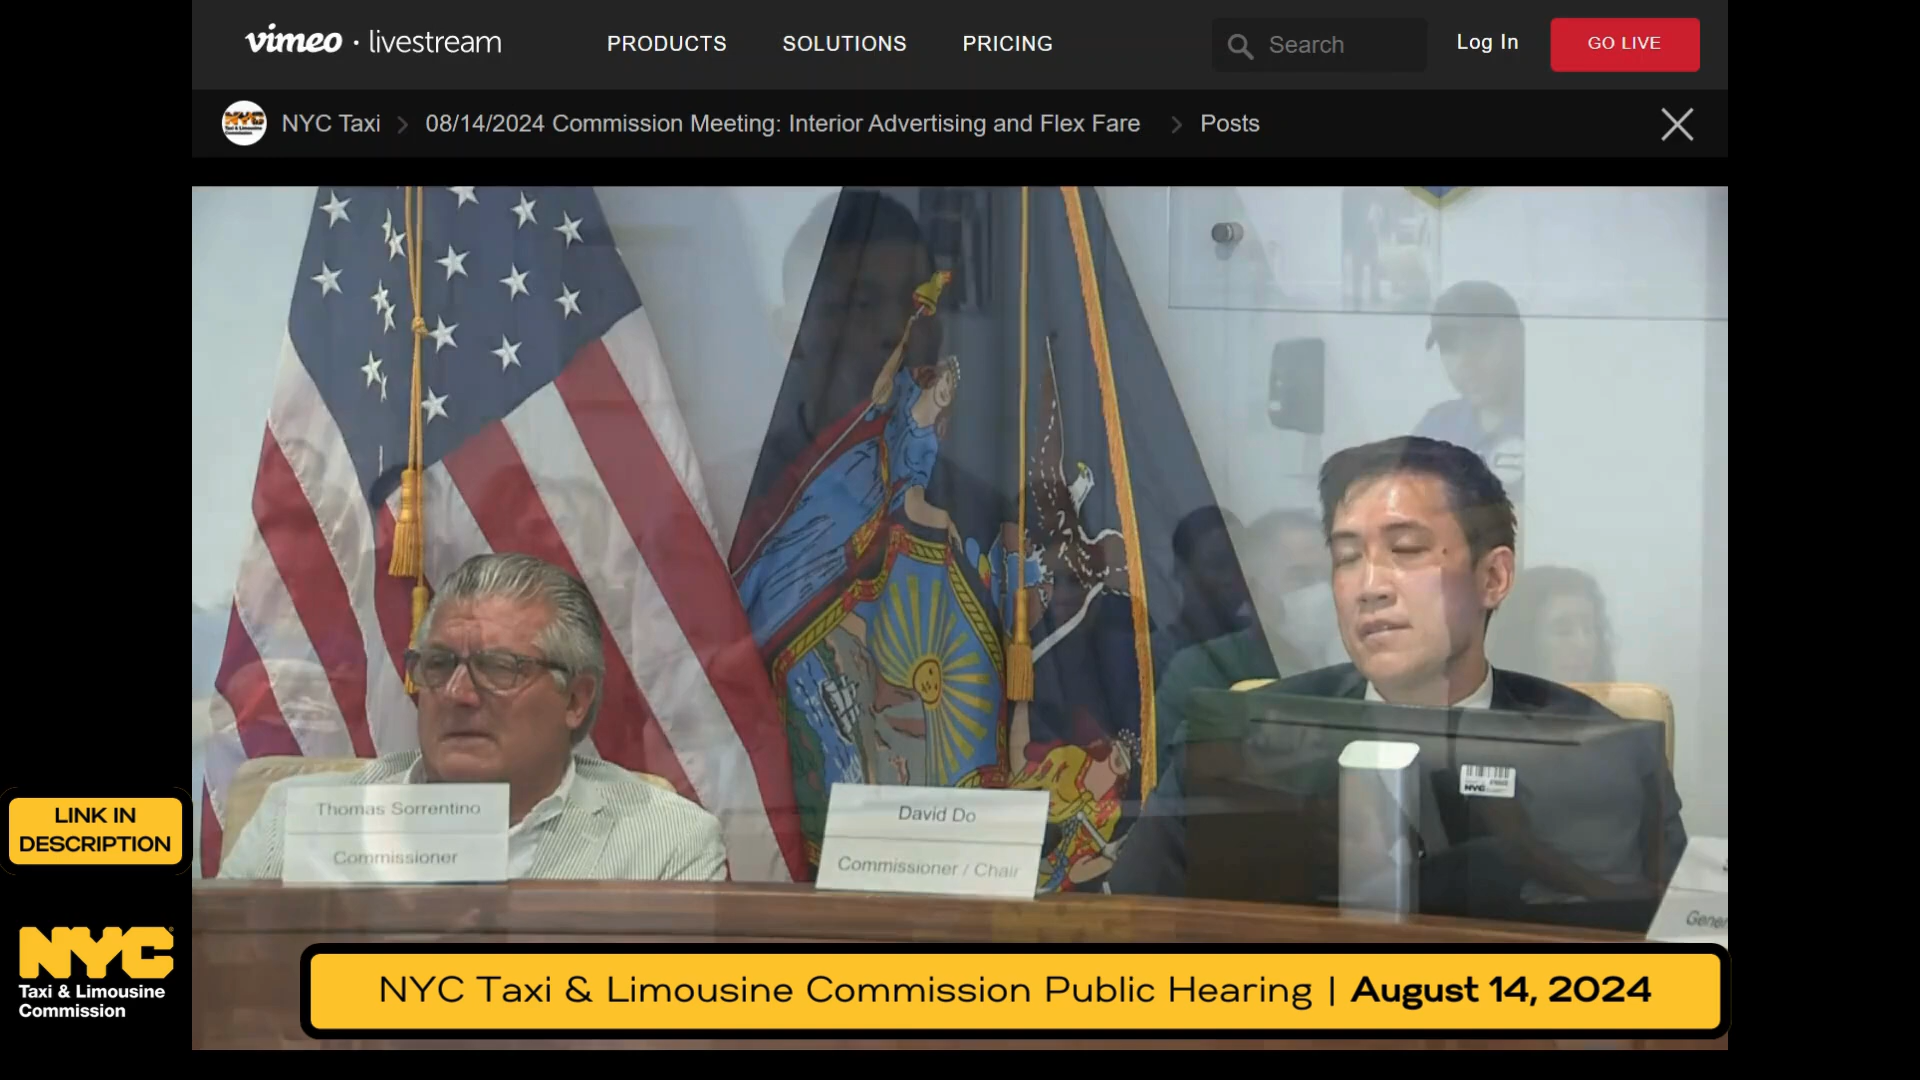 vimeo · livestream
PRODUCTS
SOLUTIONS
PRICING
Search
Log In
GO LIVE
NYC Taxi > 08/14/2024 Commission Meeting: Interior Advertising and Flex Fare > Posts
Thomas Sorrentino
Commissioner
David Do
Commissioner / Chair
Gener
NYC
LINK IN
DESCRIPTION
NYC
Taxi & Limousine
Commission
NYC Taxi & Limousine Commission Public Hearing | August 14, 2024